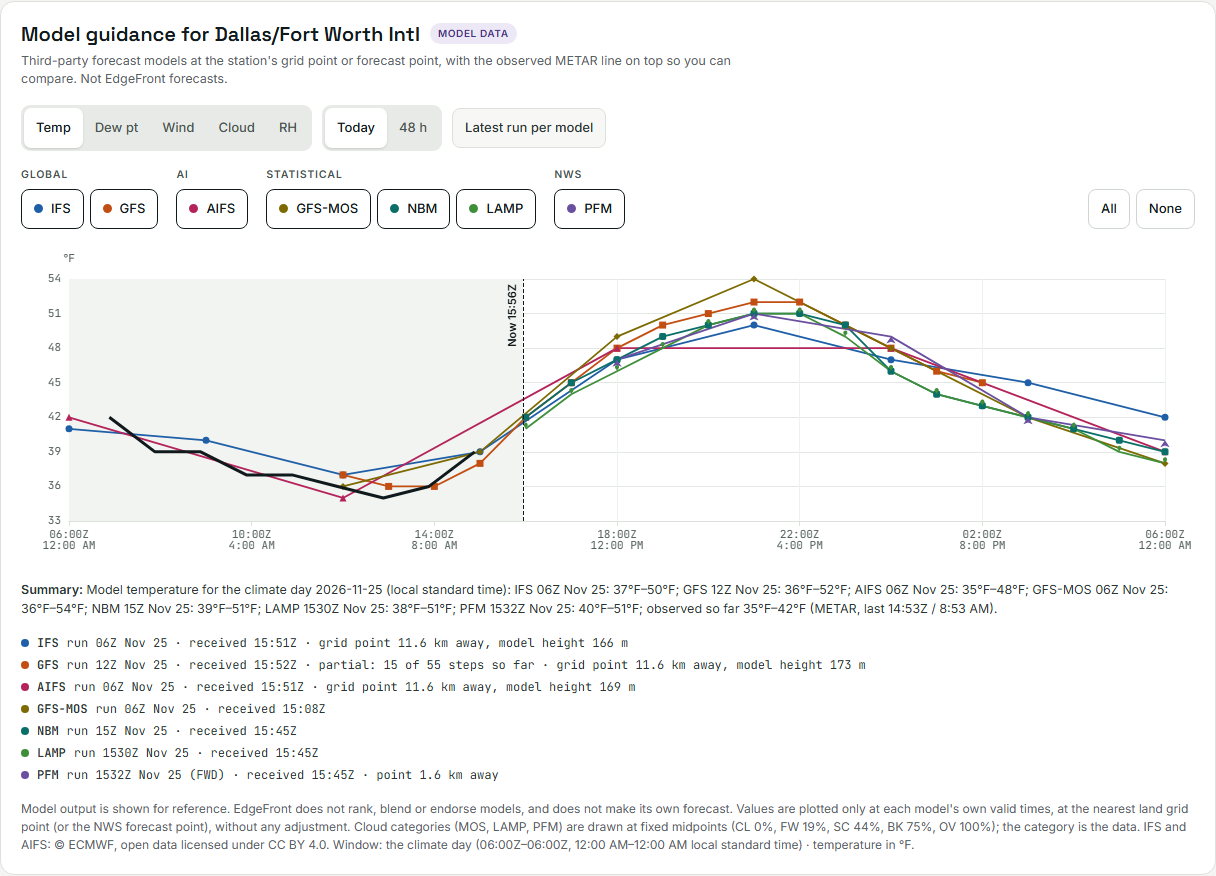 Model guidance for Dallas/Fort Worth Intl MODEL DATA
Third-party forecast models at the station's grid point or forecast point, with the observed METAR line on top so you can
compare. Not EdgeFront forecasts.
Temp Dew pt Wind Cloud RH Today 48 h Latest run per model
GLOBAL AI STATISTICAL NWS
IFS GFS AIFS GFS-MOS NBM LAMP PFM All None
°F
54
51
48
45
42
39
36
33
Now 15:56Z
06:00Z 10:00Z 14:00Z 18:00Z 22:00Z 02:00Z 06:00Z
12:00 AM 4:00 AM 8:00 AM 12:00 PM 4:00 PM 8:00 PM 12:00 AM
Summary: Model temperature for the climate day 2026-11-25 (local standard time): IFS 06Z Nov 25: 37°F–50°F; GFS 12Z Nov 25: 36°F–52°F; AIFS 06Z Nov 25: 35°F–48°F; GFS-MOS 06Z Nov 25:
36°F–54°F; NBM 15Z Nov 25: 39°F–51°F; LAMP 1530Z Nov 25: 38°F–51°F; PFM 1532Z Nov 25: 40°F–51°F; observed so far 35°F–42°F (METAR, last 14:53Z / 8:53 AM).
IFS run 06Z Nov 25 · received 15:51Z · grid point 11.6 km away, model height 166 m
GFS run 12Z Nov 25 · received 15:52Z · partial: 15 of 55 steps so far · grid point 11.6 km away, model height 173 m
AIFS run 06Z Nov 25 · received 15:51Z · grid point 11.6 km away, model height 169 m
GFS-MOS run 06Z Nov 25 · received 15:08Z
NBM run 15Z Nov 25 · received 15:45Z
LAMP run 1530Z Nov 25 · received 15:45Z
PFM run 1532Z Nov 25 (FWD) · received 15:45Z · point 1.6 km away
Model output is shown for reference. EdgeFront does not rank, blend or endorse models, and does not make its own forecast. Values are plotted only at each model's own valid times, at the nearest land grid
point (or the NWS forecast point), without any adjustment. Cloud categories (MOS, LAMP, PFM) are drawn at fixed midpoints (CL 0%, FW 19%, SC 44%, BK 75%, OV 100%); the category is the data. IFS and
AIFS: © ECMWF, open data licensed under CC BY 4.0. Window: the climate day (06:00Z–06:00Z, 12:00 AM–12:00 AM local standard time) · temperature in °F.